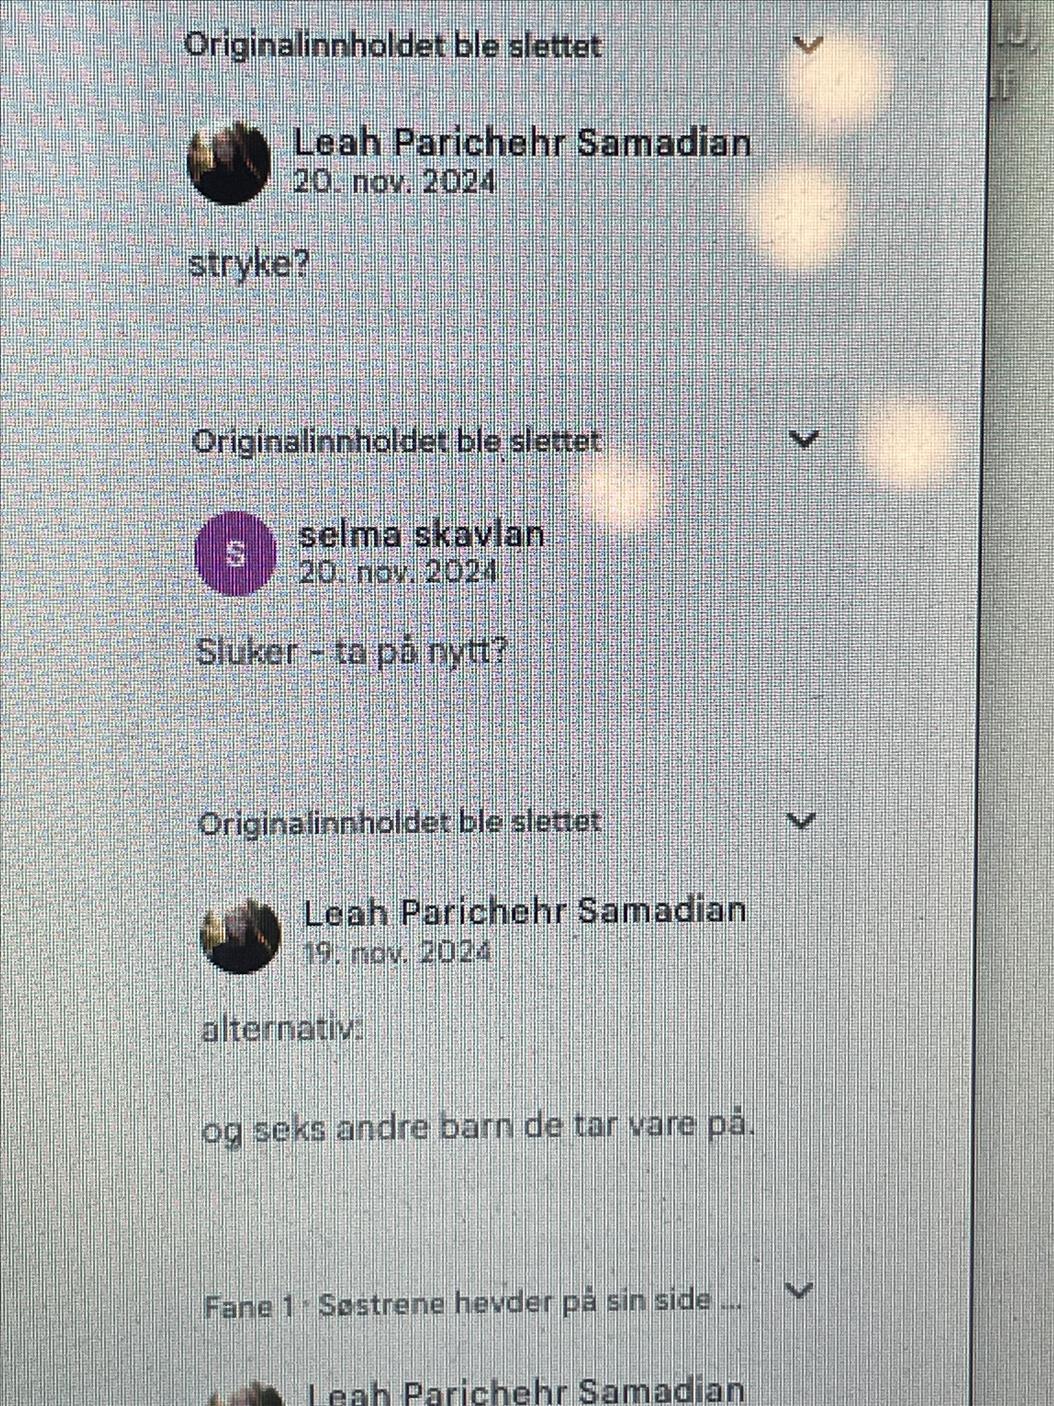 Originalinnholdet ble slettet
Leah Parichehr Samadian
20. nov. 2024
stryke?
Originalinnholdet ble slettet
S
selma skavlan
20. nov. 2024
Sluker - ta på nytt?
Originalinnholdet ble slettet
Leah Parichehr Samadian
19. nov. 2024
alternativ:
og seks andre barn de tar vare på.
Fane 1 · Søstrene hevder på sin side ...
Leah Parichehr Samadian